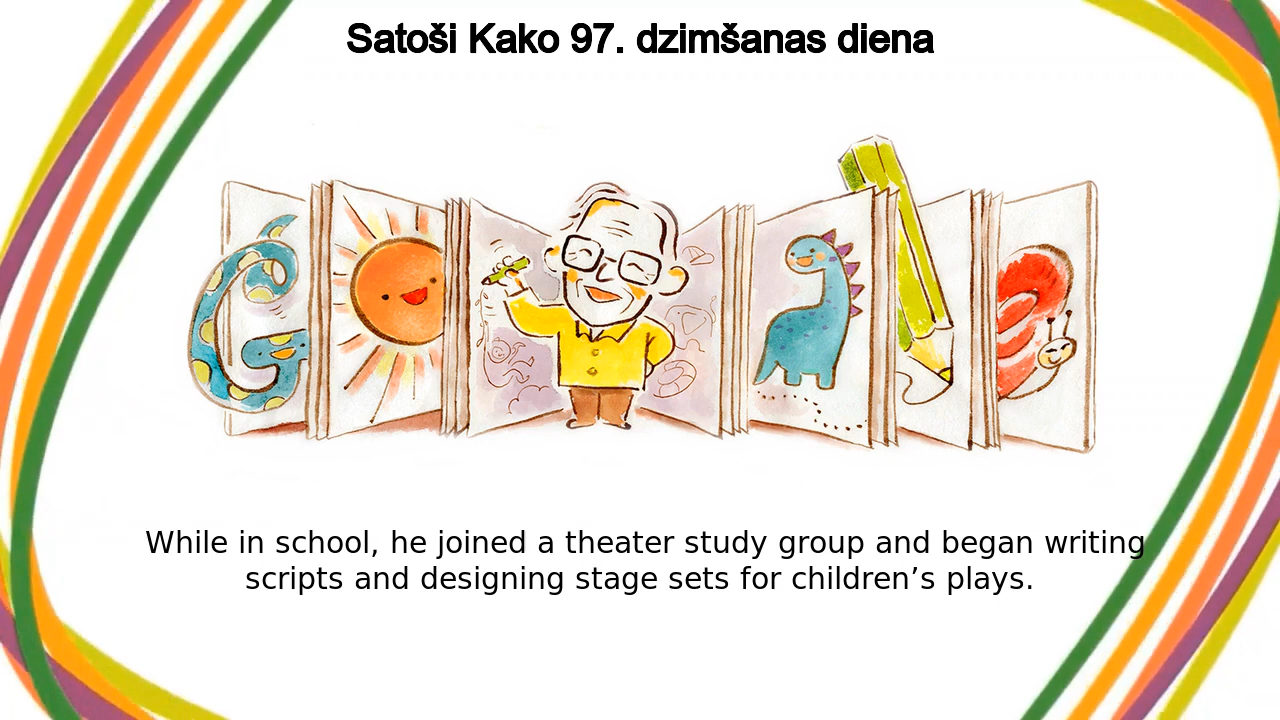 Satoši Kako 97. dzimšanas diena
While in school, he joined a theater study group and began writing
scripts and designing stage sets for children’s plays.